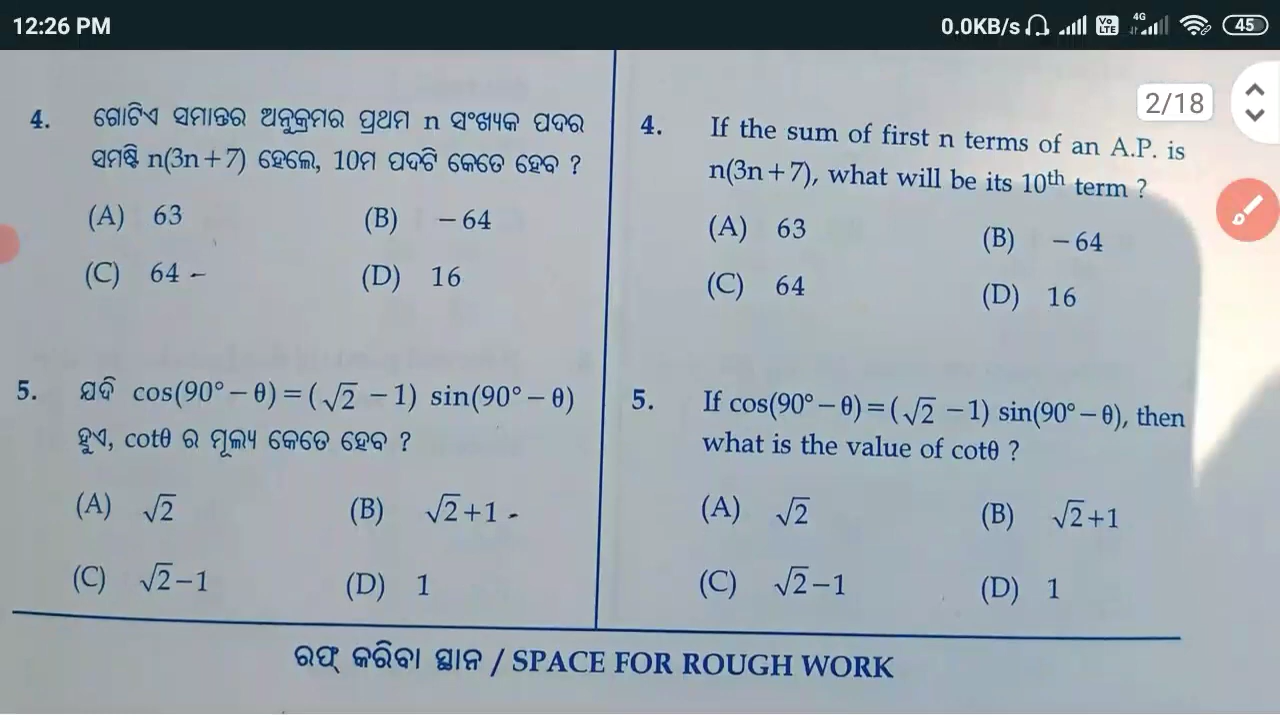 12:26 PM
0.0KB/s Vo LTE 4G 45
2/18
4. ଗୋଟିଏ ସମାନ୍ତର ଅନୁକ୍ରମର ପ୍ରଥମ n ସଂଖ୍ୟକ ପଦର
ସମଷ୍ଟି n(3n+7) ହେଲେ, 10ମ ପଦଟି କେତେ ହେବ ?
(A) 63 (B) −64
(C) 64 (D) 16
5. ଯଦି cos(90°−θ)=(√2−1) sin(90°−θ)
ହୁଏ, cotθ ର ମୂଲ୍ୟ କେତେ ହେବ ?
(A) √2 (B) √2+1
(C) √2−1 (D) 1
4. If the sum of first n terms of an A.P. is
n(3n+7), what will be its 10th term ?
(A) 63 (B) −64
(C) 64 (D) 16
5. If cos(90°−θ)=(√2−1) sin(90°−θ), then
what is the value of cotθ ?
(A) √2 (B) √2+1
(C) √2−1 (D) 1
ରଫ୍ କରିବା ସ୍ଥାନ / SPACE FOR ROUGH WORK